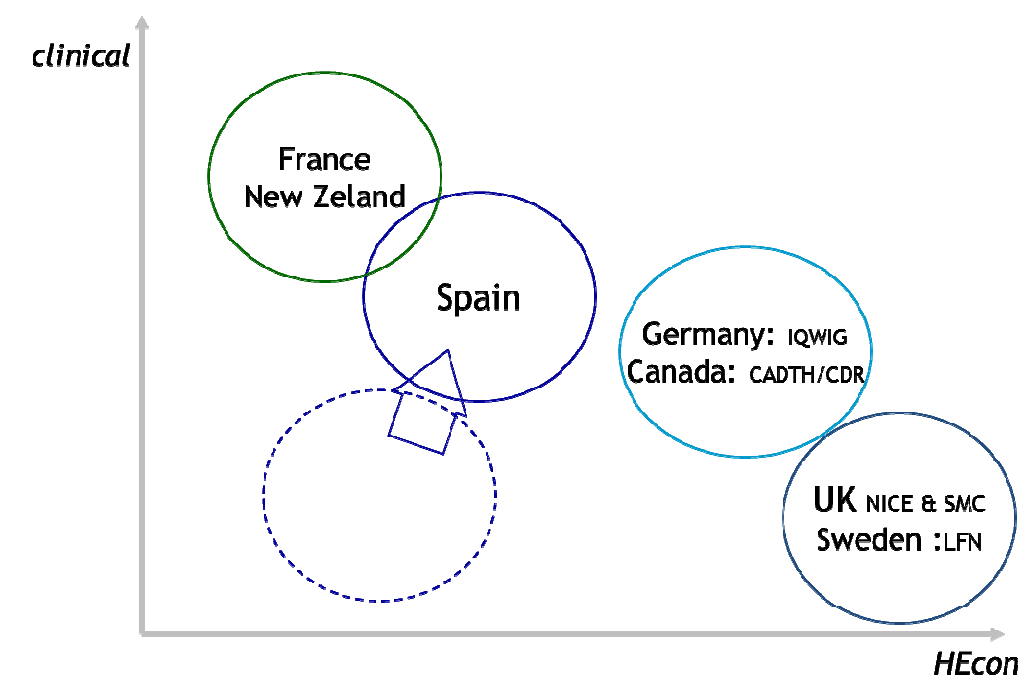 clinical
France
New Zeland
Spain
Germany: IQWIG
Canada: CADTH/CDR
UK NICE & SMC
Sweden :LFN
HEcon